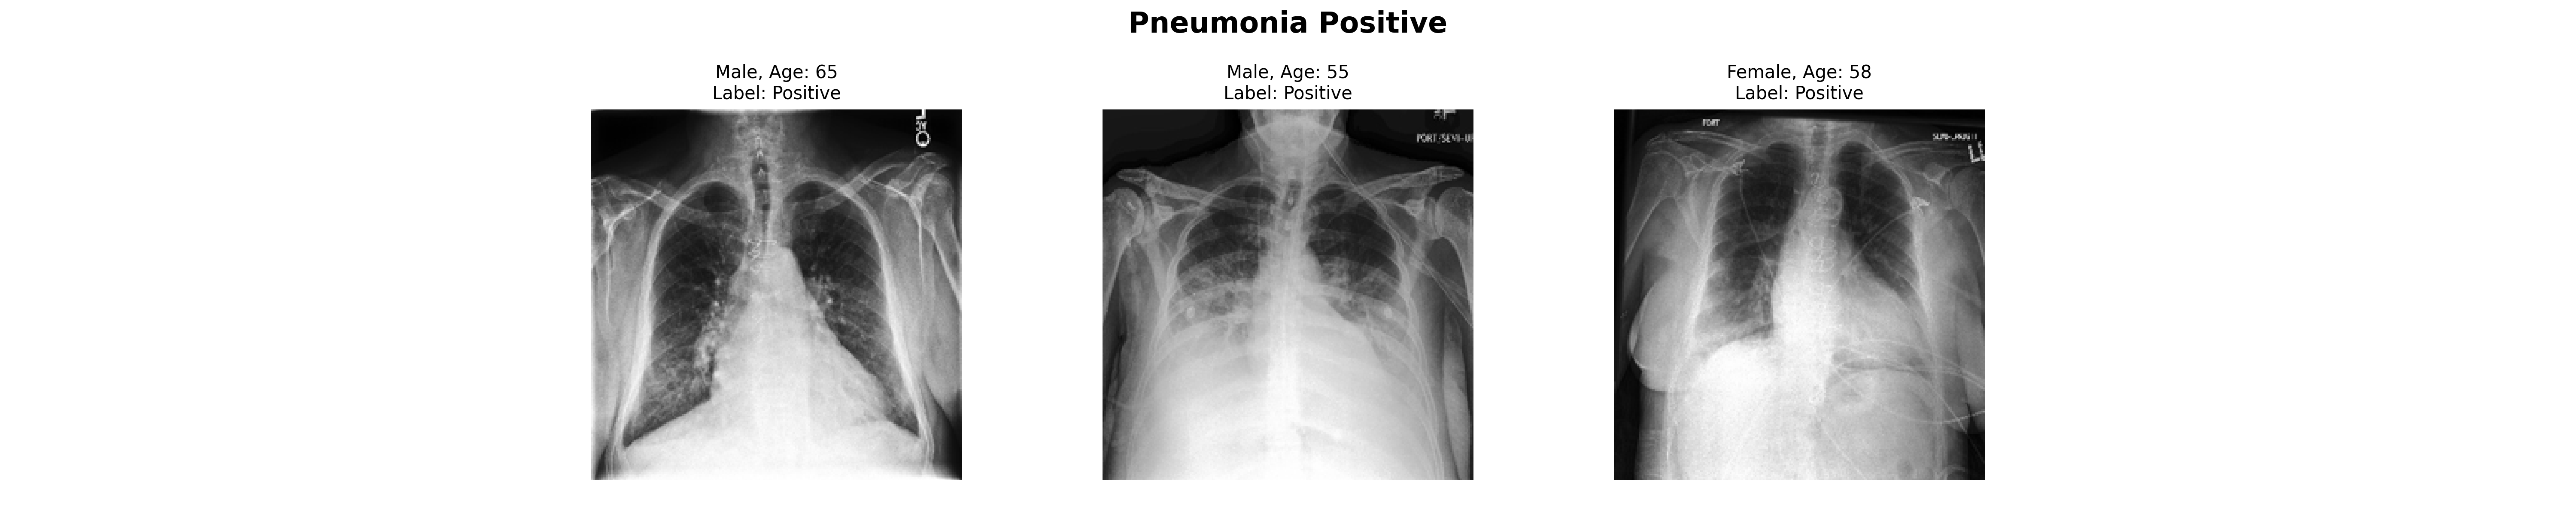 Pneumonia Positive
Male, Age: 65
Label: Positive
Male, Age: 55
Label: Positive
Female, Age: 58
Label: Positive
PORT